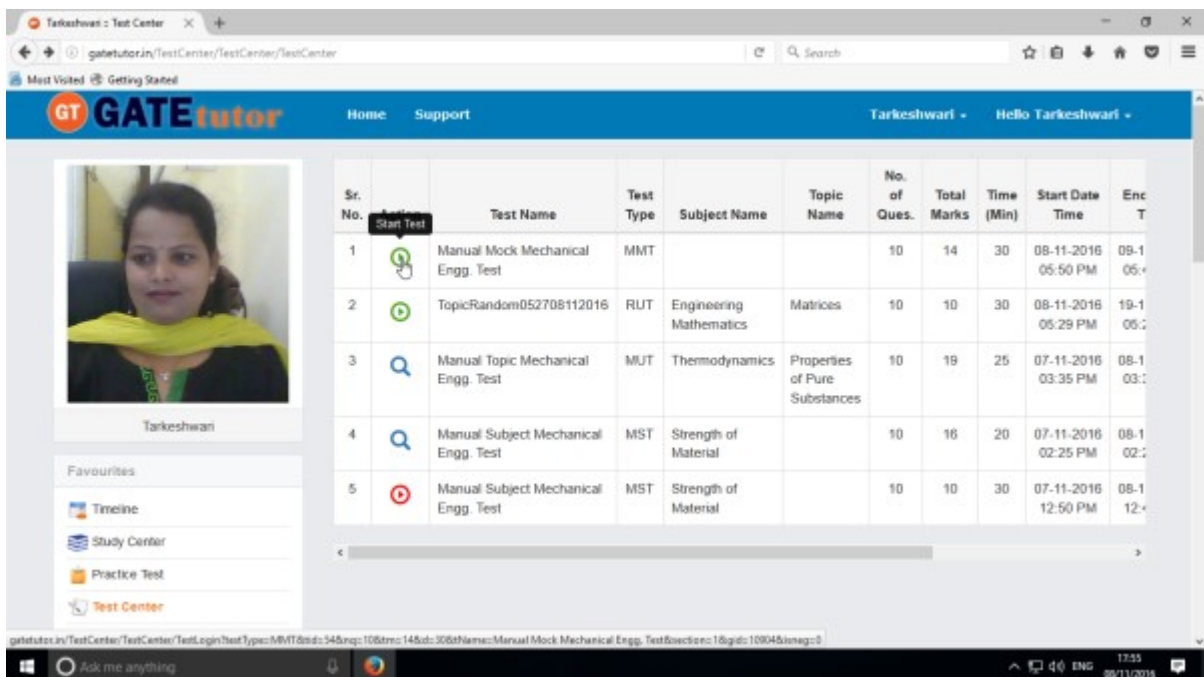 Tarkeshwari :: Test Center
gatetutor.in/TestCenter/TestCenter/TestCenter
Search
Most Visited
Getting Started
GT GATEtutor
Home
Support
Tarkeshwari
Hello Tarkeshwari
Sr. No.
Start Test
Test Name
Test Type
Subject Name
Topic Name
No. of Ques.
Total Marks
Time (Min)
Start Date Time
1 Manual Mock Mechanical Engg. Test MMT 10 14 30 08-11-2016 05:50 PM
2 TopicRandom052708112016 RUT Engineering Mathematics Matrices 10 10 30 08-11-2016 05:29 PM
3 Manual Topic Mechanical Engg. Test MUT Thermodynamics Properties of Pure Substances 10 19 25 07-11-2016 03:35 PM
4 Manual Subject Mechanical Engg. Test MST Strength of Material 10 16 20 07-11-2016 02:25 PM
5 Manual Subject Mechanical Engg. Test MST Strength of Material 10 10 30 07-11-2016 12:50 PM
Tarkeshwari
Favourites
Timeline
Study Center
Practice Test
Test Center
Ask me anything
ENG
17:55
08/11/2016